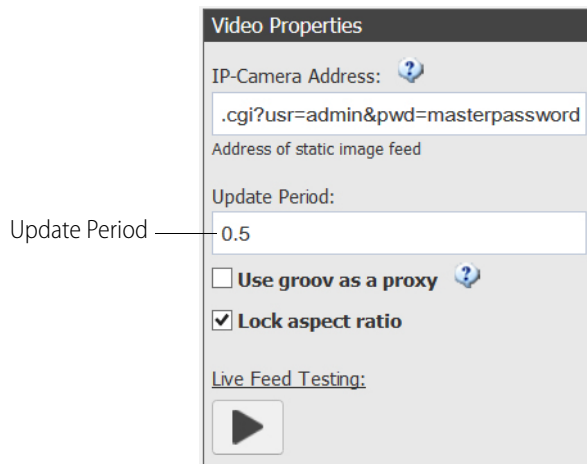 Video Properties
IP-Camera Address:
.cgi?usr=admin&pwd=masterpassword
Address of static image feed
Update Period:
Update Period
0.5
Use groov as a proxy
Lock aspect ratio
Live Feed Testing: